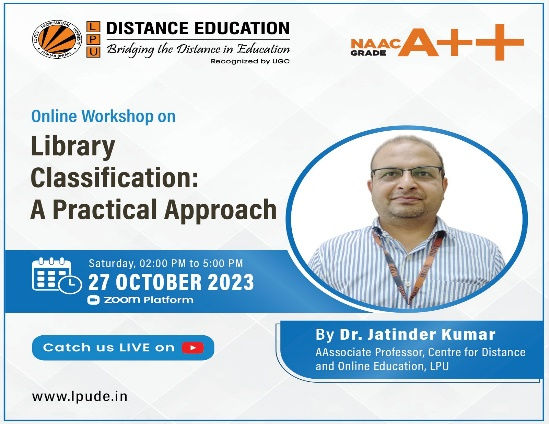 LPU
DISTANCE EDUCATION
Bridging the Distance in Education
Recognized by UGC
NAAC
GRADE
A++
Online Workshop on
Library
Classification:
A Practical Approach
Saturday, 02:00 PM to 5:00 PM
27 OCTOBER 2023
zoom Platform
Catch us LIVE on
By Dr. Jatinder Kumar
AAssociate Professor, Centre for Distance
and Online Education, LPU
www.lpude.in